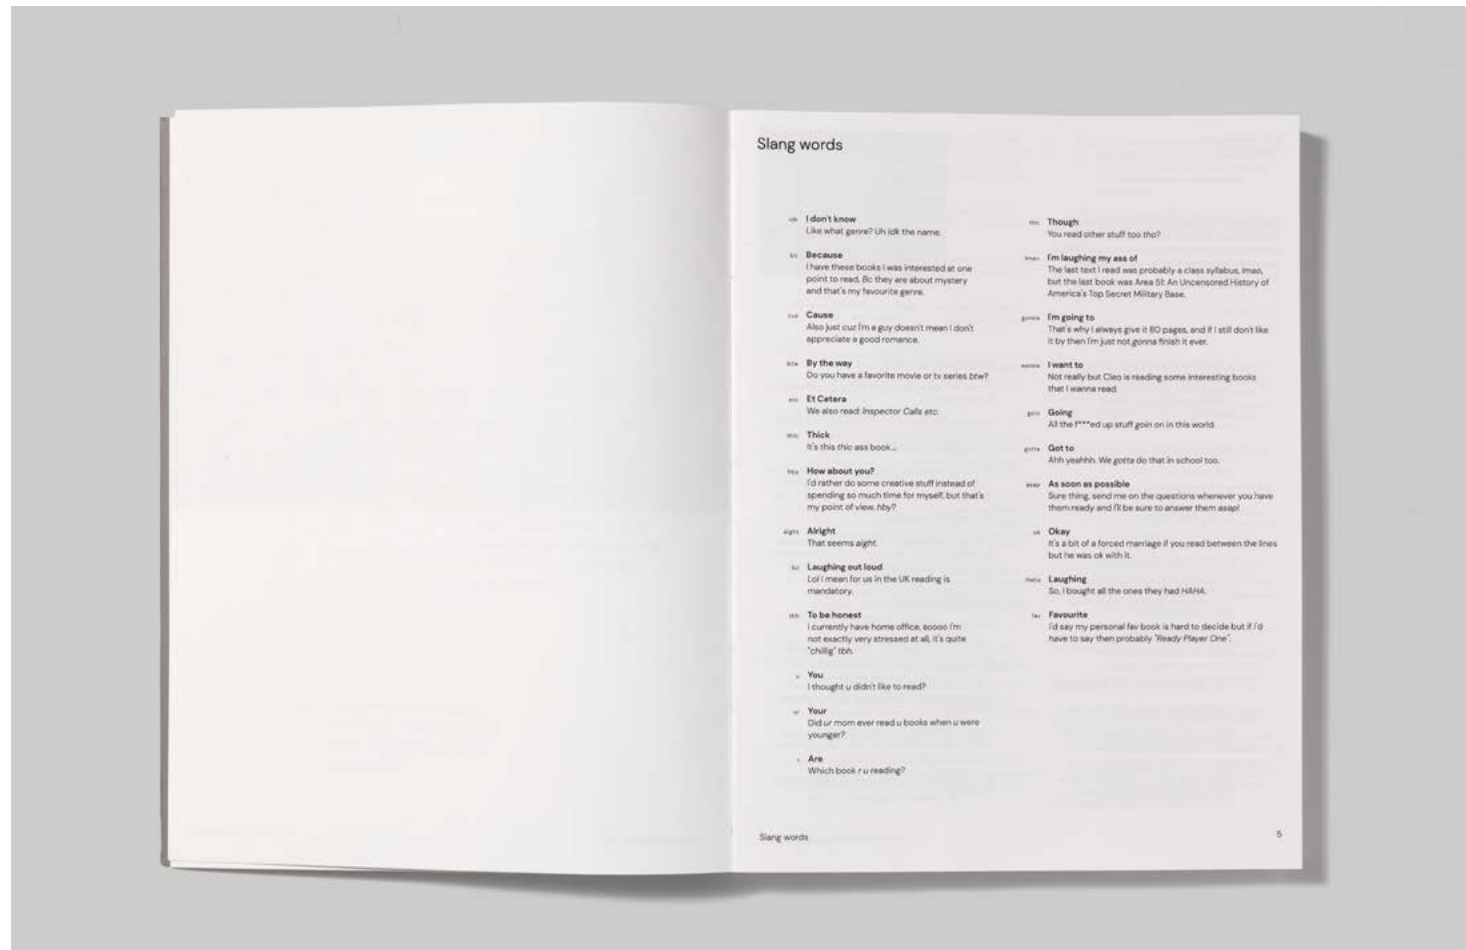 Slang words
idk I don't know
Like what genre? Uh idk the name.
bc Because
I have these books I was interested at one
point to read. Bc they are about mystery
and that's my favourite genre.
cuz Cause
Also just cuz I'm a guy doesn't mean I don't
appreciate a good romance.
btw By the way
Do you have a favorite movie or tv series btw?
etc Et Cetera
We also read: Inspector Calls etc.
thic Thick
It's this thic ass book...
hby How about you?
I'd rather do some creative stuff instead of
spending so much time for myself, but that's
my point of view. hby?
aight Alright
That seems aight.
lol Laughing out loud
Lol I mean for us in the UK reading is
mandatory.
tbh To be honest
I currently have home office, soooo I'm
not exactly very stressed at all, it's quite
"chillig" tbh.
u You
I thought u didn't like to read?
ur Your
Did ur mom ever read u books when u were
younger?
r Are
Which book r u reading?
tho Though
You read other stuff too tho?
lmao I'm laughing my ass of
The last text I read was probably a class syllabus, lmao,
but the last book was Area 51: An Uncensored History of
America's Top Secret Military Base.
gonna I'm going to
That's why I always give it 80 pages, and if I still don't like
it by then I'm just not gonna finish it ever.
wanna I want to
Not really but Cleo is reading some interesting books
that I wanna read
goin Going
All the f***ed up stuff goin on in this world.
gotta Got to
Ahh yeahhh. We gotta do that in school too.
asap As soon as possible
Sure thing, send me on the questions whenever you have
them ready and I'll be sure to answer them asap!
ok Okay
It's a bit of a forced marriage if you read between the lines
but he was ok with it.
haha Laughing
So, I bought all the ones they had HAHA.
fav Favourite
I'd say my personal fav book is hard to decide but if I'd
have to say then probably "Ready Player One".
Slang words
5